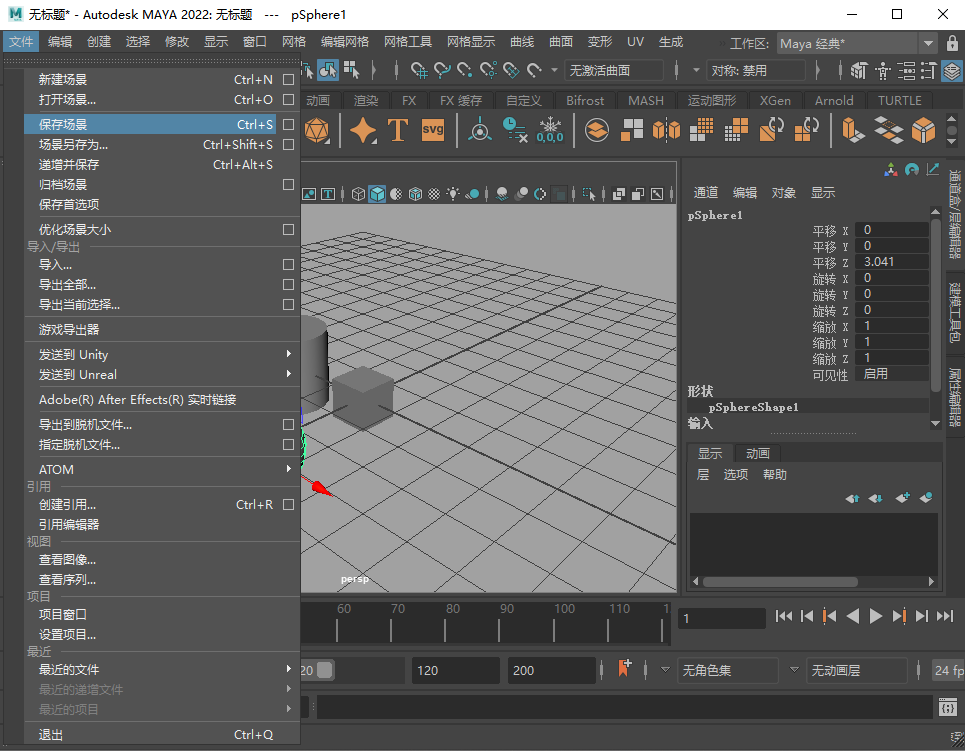 无标题* - Autodesk MAYA 2022: 无标题 --- pSphere1
文件 编辑 创建 选择 修改 显示 窗口 网格 编辑网格 网格工具 网格显示 曲线 曲面 变形 UV 生成 工作区: Maya 经典*
无激活曲面 对称: 禁用
动画 渲染 FX FX 缓存 自定义 Bifrost MASH 运动图形 XGen Arnold TURTLE
svg 0,0,0
新建场景 Ctrl+N
打开场景... Ctrl+O
保存场景 Ctrl+S
场景另存为... Ctrl+Shift+S
递增并保存 Ctrl+Alt+S
归档场景
保存首选项
优化场景大小
导入/导出
导入...
导出全部...
导出当前选择...
游戏导出器
发送到 Unity
发送到 Unreal
Adobe(R) After Effects(R) 实时链接
导出到脱机文件...
指定脱机文件...
ATOM
引用
创建引用... Ctrl+R
引用编辑器
视图
查看图像...
查看序列...
项目
项目窗口
设置项目...
最近
最近的文件
最近的递增文件
最近的项目
退出 Ctrl+Q
persp
通道 编辑 对象 显示
pSphere1
平移 X 0
平移 Y 0
平移 Z 3.041
旋转 X 0
旋转 Y 0
旋转 Z 0
缩放 X 1
缩放 Y 1
缩放 Z 1
可见性 启用
形状
pSphereShape1
输入
显示 动画
层 选项 帮助
通道盒/层编辑器
建模工具包
属性编辑器
60 70 80 90 100 110 1
1
20 120 200 无角色集 无动画层 24 fp